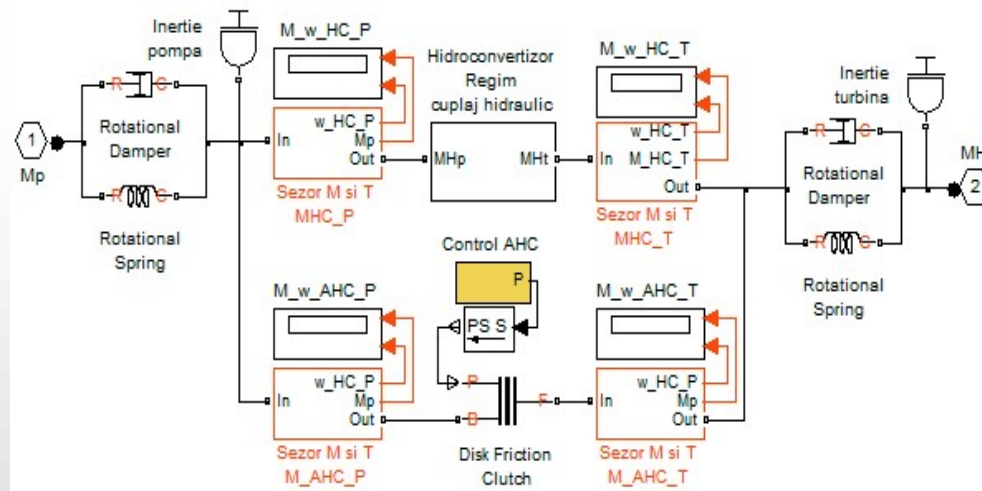 Inertie
pompa
M_w_HC_P
Hidroconvertizor
Regim
cuplaj hidraulic
M_w_HC_T
Inertie
turbina
R
C
Rotational
Damper
1
Mp
R
C
Rotational
Spring
w_HC_P
In
Mp
Out
Sezor M si T
MHC_P
MHp
MHt
w_HC_T
In
M_HC_T
Out
Sezor M si T
MHC_T
R
C
Rotational
Damper
MH
2
R
C
Rotational
Spring
Control AHC
P
PS S
M_w_AHC_P
M_w_AHC_T
w_HC_P
In
Mp
Out
Sezor M si T
M_AHC_P
P
B
F
Disk Friction
Clutch
w_HC_P
In
Mp
Out
Sezor M si T
M_AHC_T